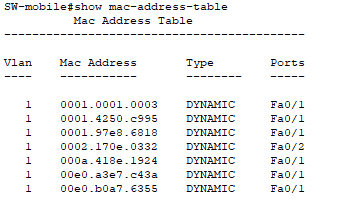 SW-mobile#show mac-address-table
Mac Address Table
-------------------------------------------
Vlan Mac Address Type Ports
---- ----------- -------- -----
1 0001.0001.0003 DYNAMIC Fa0/1
1 0001.4250.c995 DYNAMIC Fa0/1
1 0001.97e8.6818 DYNAMIC Fa0/1
1 0002.170e.0332 DYNAMIC Fa0/2
1 000a.418e.1924 DYNAMIC Fa0/1
1 00e0.a3e7.c43a DYNAMIC Fa0/1
1 00e0.b0a7.6355 DYNAMIC Fa0/1